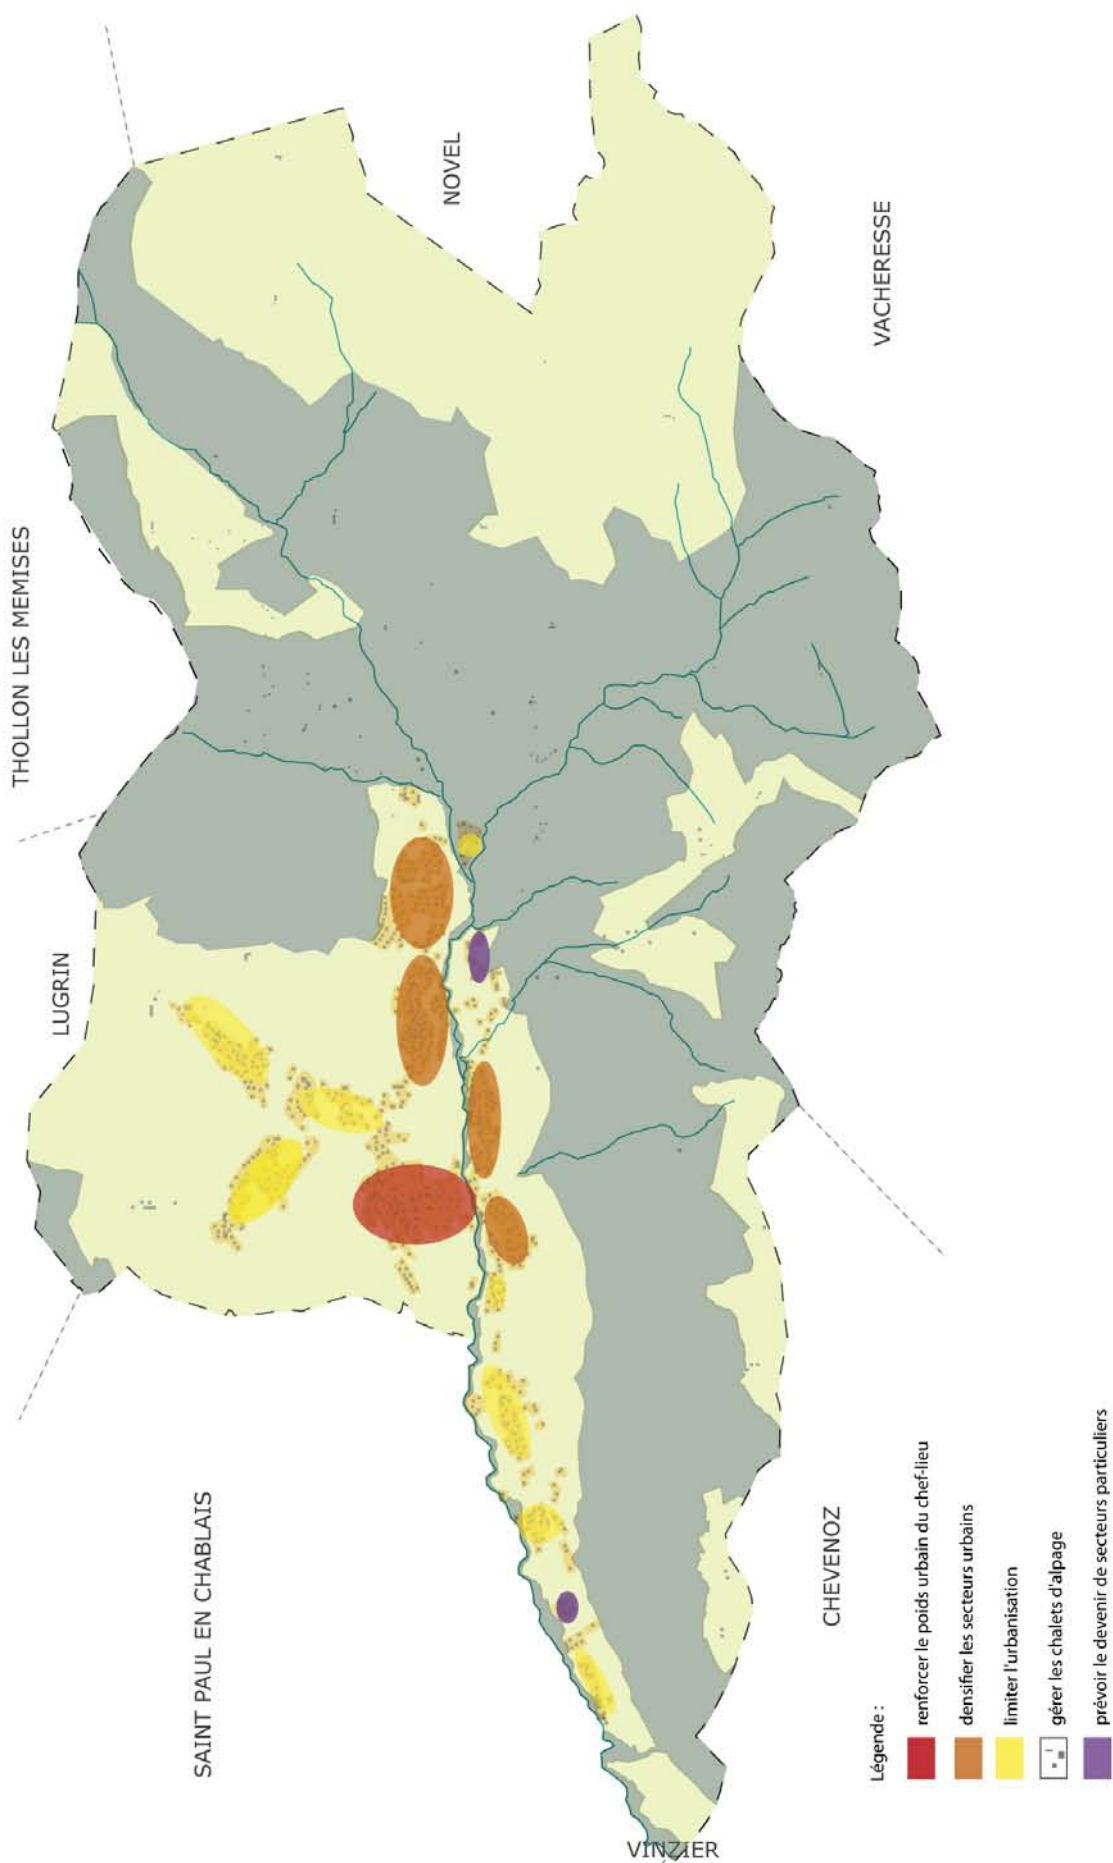 THOLLON LES MEMISES
NOVEL
VACHERESSE
LUGRIN
SAINT PAUL EN CHABLAIS
CHEVENOZ
VINZIER
Légende :
renforcer le poids urbain du chef-lieu
densifier les secteurs urbains
limiter l'urbanisation
gérer les chalets d'alpage
prévoir le devenir de secteurs particuliers